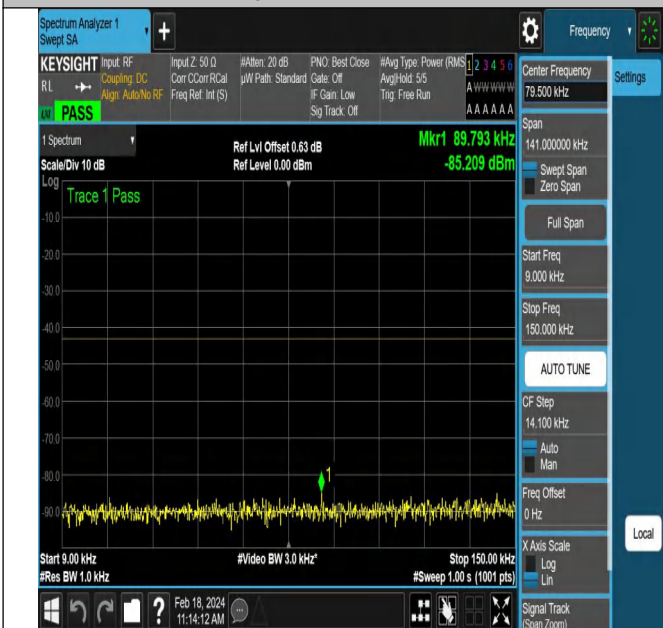 Spectrum Analyzer 1
Swept SA
+
Frequency
KEYSIGHT
RL
LXI
PASS
Input: RF
Coupling: DC
Align: Auto/No RF
Input Z: 50 Ω
Corr CCorr RCal
Freq Ref: Int (S)
#Atten: 20 dB
µW Path: Standard
PNO: Best Close
Gate: Off
IF Gain: Low
Sig Track: Off
#Avg Type: Power (RMS
Avg|Hold: 5/5
Trig: Free Run
1 2 3 4 5 6
A W W W W W
A A A A A A
1 Spectrum
Scale/Div 10 dB
Log
Ref Lvl Offset 0.63 dB
Ref Level 0.00 dBm
Mkr1 89.793 kHz
-85.209 dBm
Trace 1 Pass
-10.0
-20.0
-30.0
-40.0
-50.0
-60.0
-70.0
-80.0
-90.0
1
Start 9.00 kHz
#Res BW 1.0 kHz
#Video BW 3.0 kHz*
Stop 150.00 kHz
#Sweep 1.00 s (1001 pts)
Feb 18, 2024
11:14:12 AM
Center Frequency
79.500 kHz
Settings
Span
141.000000 kHz
Swept Span
Zero Span
Full Span
Start Freq
9.000 kHz
Stop Freq
150.000 kHz
AUTO TUNE
CF Step
14.100 kHz
Auto
Man
Freq Offset
0 Hz
X Axis Scale
Log
Lin
Signal Track
(Span Zoom)
Local